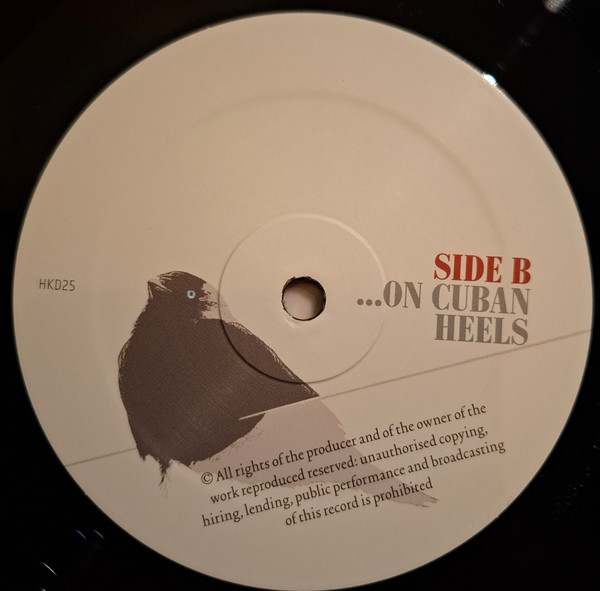 HKD25
SIDE B
...ON CUBAN
HEELS
© All rights of the producer and of the owner of the
work reproduced reserved: unauthorised copying,
hiring, lending, public performance and broadcasting
of this record is prohibited